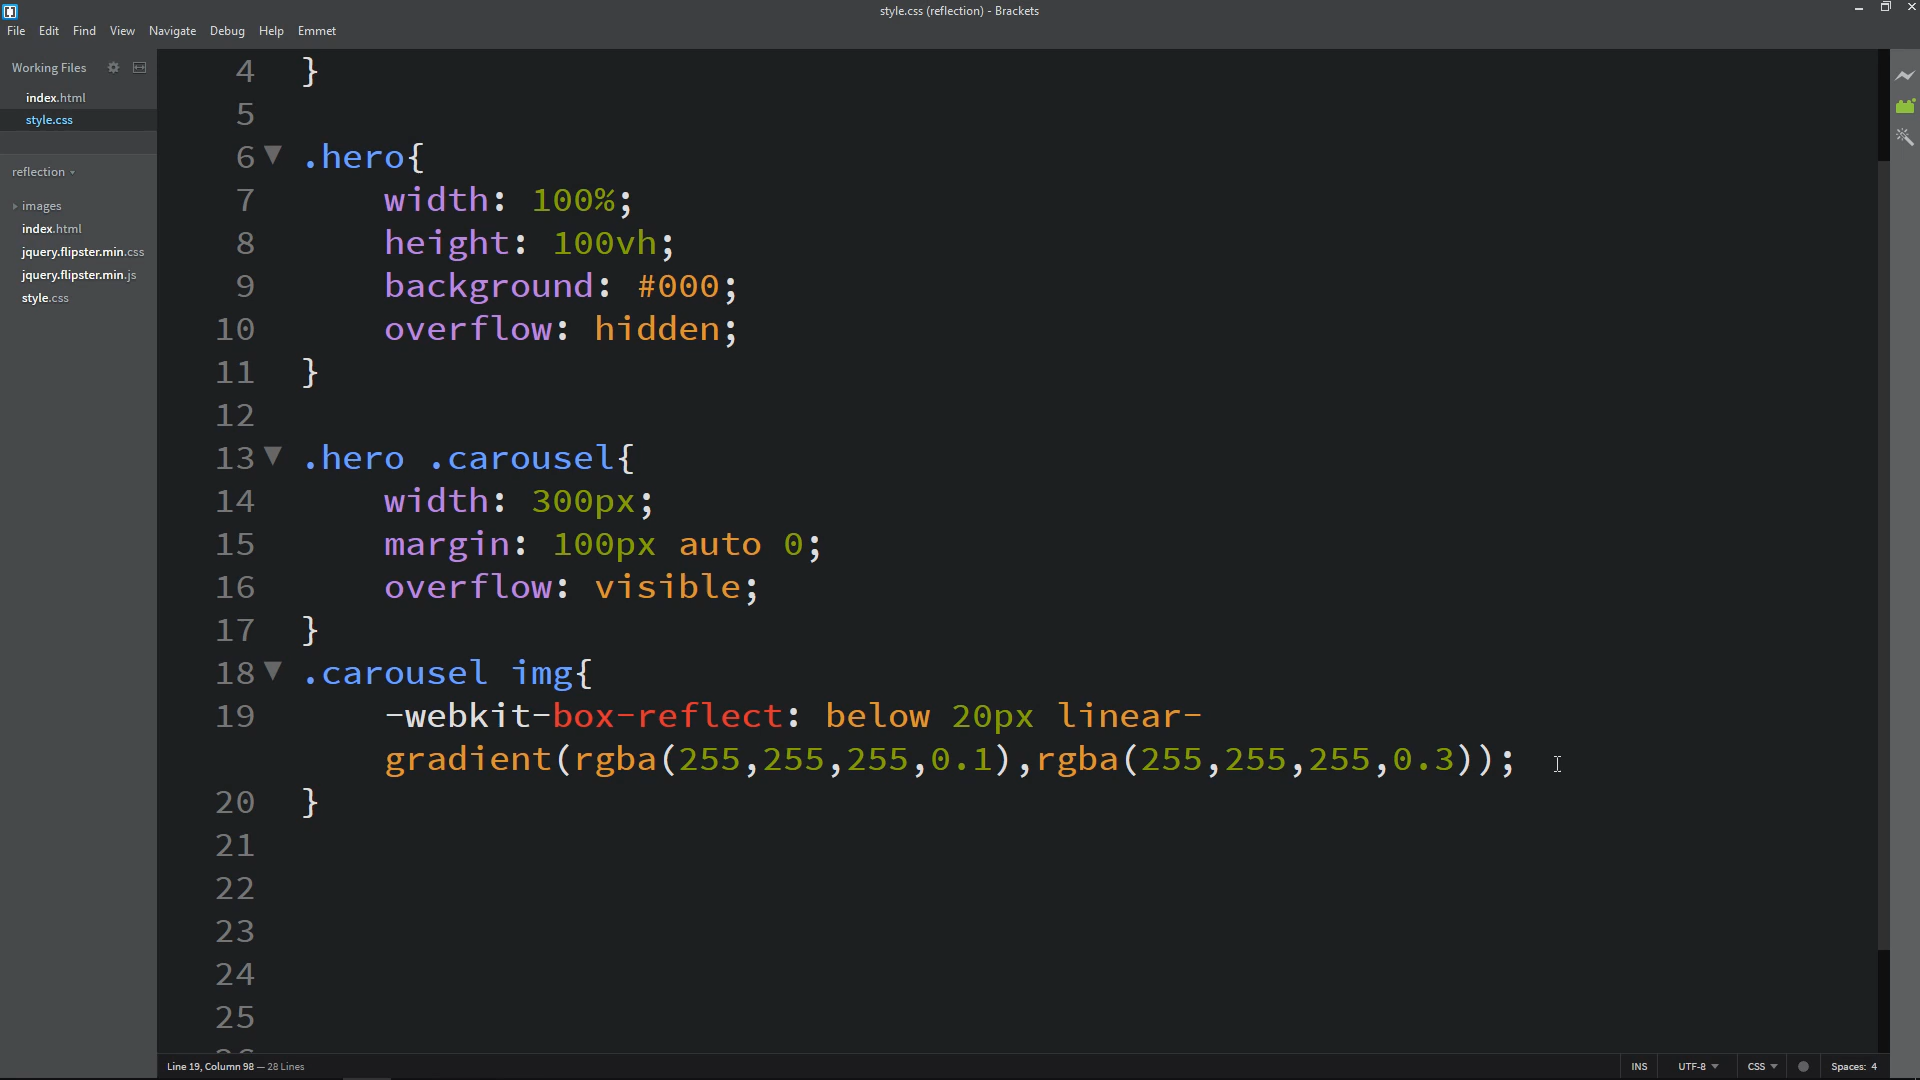 style.css (reflection) - Brackets
File Edit Find View Navigate Debug Help Emmet
Working Files
index.html
style.css
reflection
images
index.html
jquery.flipster.min.css
jquery.flipster.min.js
style.css
4 }
5
6 .hero{
7 width: 100%;
8 height: 100vh;
9 background: #000;
10 overflow: hidden;
11 }
12
13 .hero .carousel{
14 width: 300px;
15 margin: 100px auto 0;
16 overflow: visible;
17 }
18 .carousel img{
19 -webkit-box-reflect: below 20px linear-
gradient(rgba(255,255,255,0.1),rgba(255,255,255,0.3));
20 }
21
22
23
24
25
Line 19, Column 98 — 28 Lines
INS UTF-8 CSS Spaces: 4